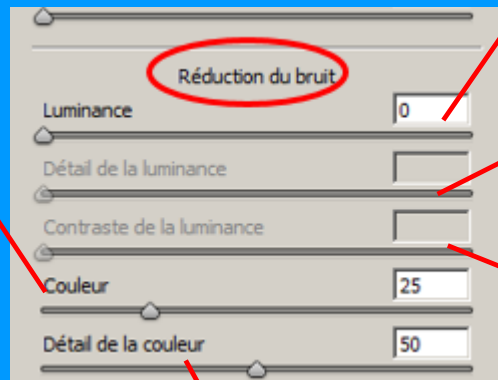 Réduction du bruit
Luminance 0
Détail de la luminance
Contraste de la luminance
Couleur 25
Détail de la couleur 50